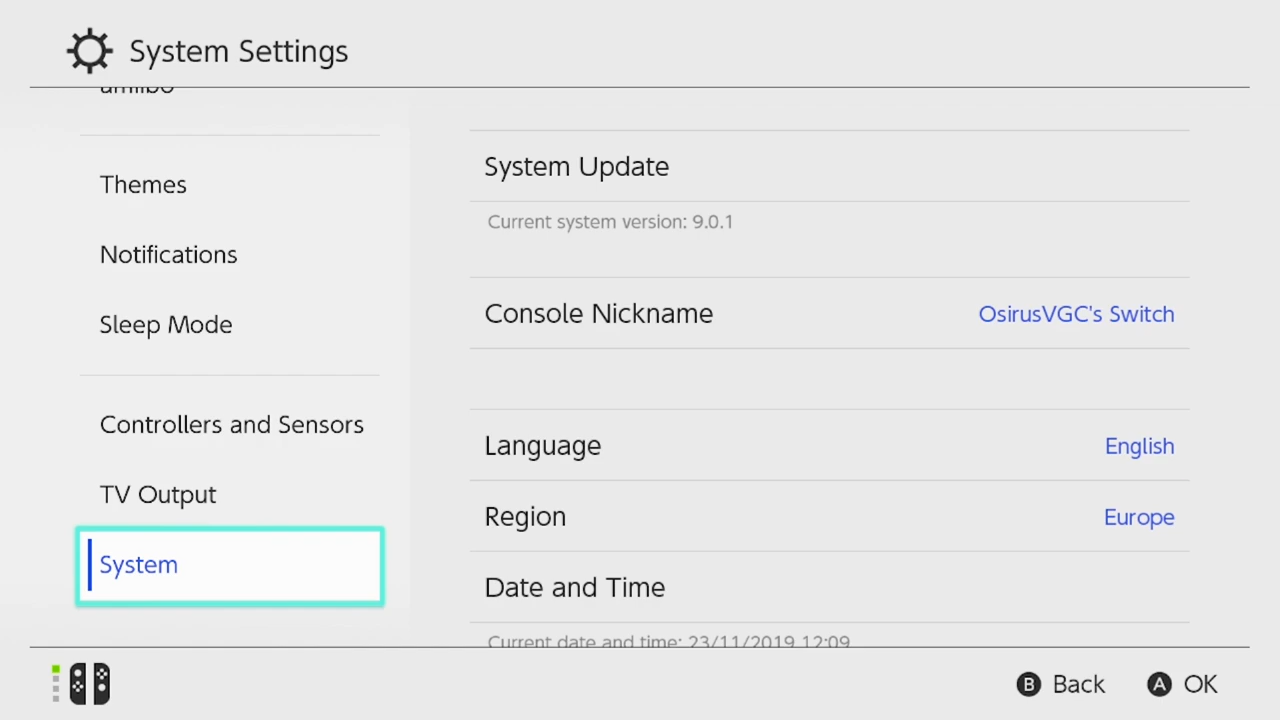 System Settings
amiibo
Themes
Notifications
Sleep Mode
Controllers and Sensors
TV Output
System
System Update
Current system version: 9.0.1
Console Nickname
OsirusVGC's Switch
Language
English
Region
Europe
Date and Time
Current date and time: 23/11/2019 12:09
B Back
A OK